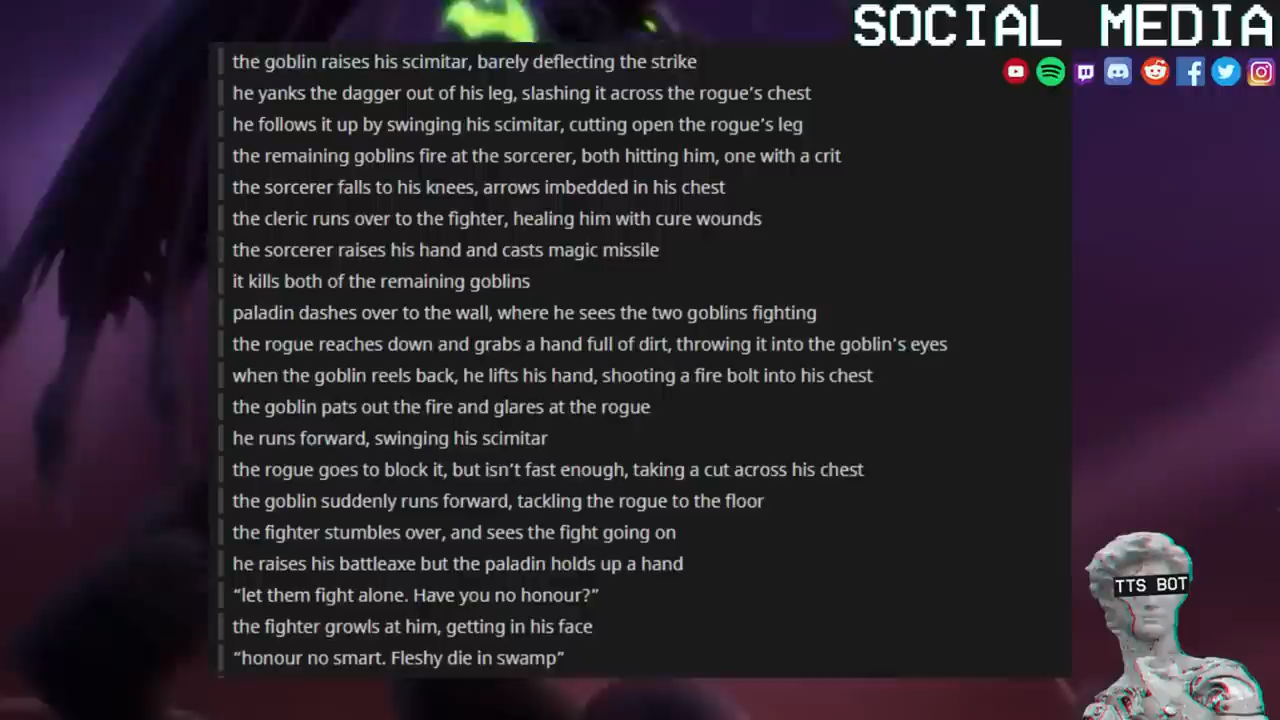 SOCIAL MEDIA
the goblin raises his scimitar, barely deflecting the strike
he yanks the dagger out of his leg, slashing it across the rogue's chest
he follows it up by swinging his scimitar, cutting open the rogue's leg
the remaining goblins fire at the sorcerer, both hitting him, one with a crit
the sorcerer falls to his knees, arrows imbedded in his chest
the cleric runs over to the fighter, healing him with cure wounds
the sorcerer raises his hand and casts magic missile
it kills both of the remaining goblins
paladin dashes over to the wall, where he sees the two goblins fighting
the rogue reaches down and grabs a hand full of dirt, throwing it into the goblin's eyes
when the goblin reels back, he lifts his hand, shooting a fire bolt into his chest
the goblin pats out the fire and glares at the rogue
he runs forward, swinging his scimitar
the rogue goes to block it, but isn't fast enough, taking a cut across his chest
the goblin suddenly runs forward, tackling the rogue to the floor
the fighter stumbles over, and sees the fight going on
he raises his battleaxe but the paladin holds up a hand
“let them fight alone. Have you no honour?”
the fighter growls at him, getting in his face
“honour no smart. Fleshy die in swamp”
TTS BOT